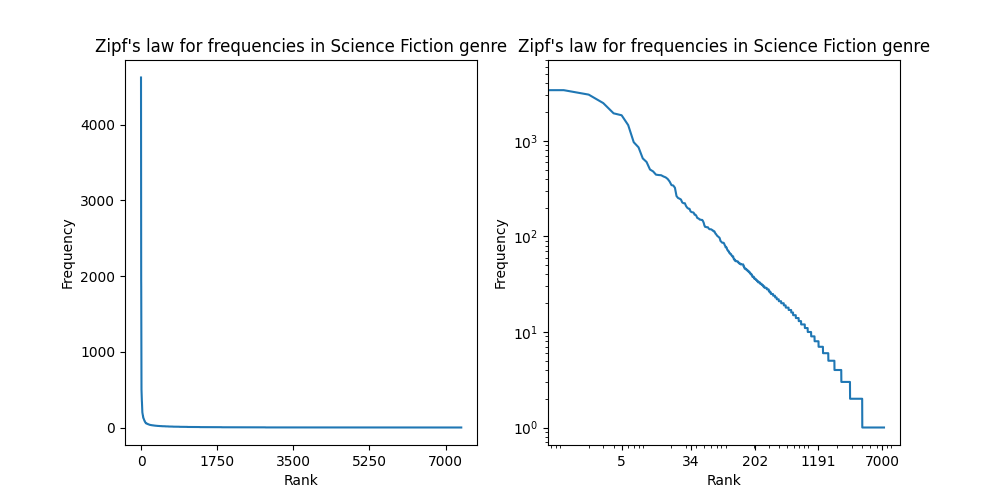 Zipf's law for frequencies in Science Fiction genre
Frequency
4000
3000
2000
1000
0
0 1750 3500 5250 7000
Rank
Zipf's law for frequencies in Science Fiction genre
Frequency
10³
10²
10¹
10⁰
5 34 202 1191 7000
Rank